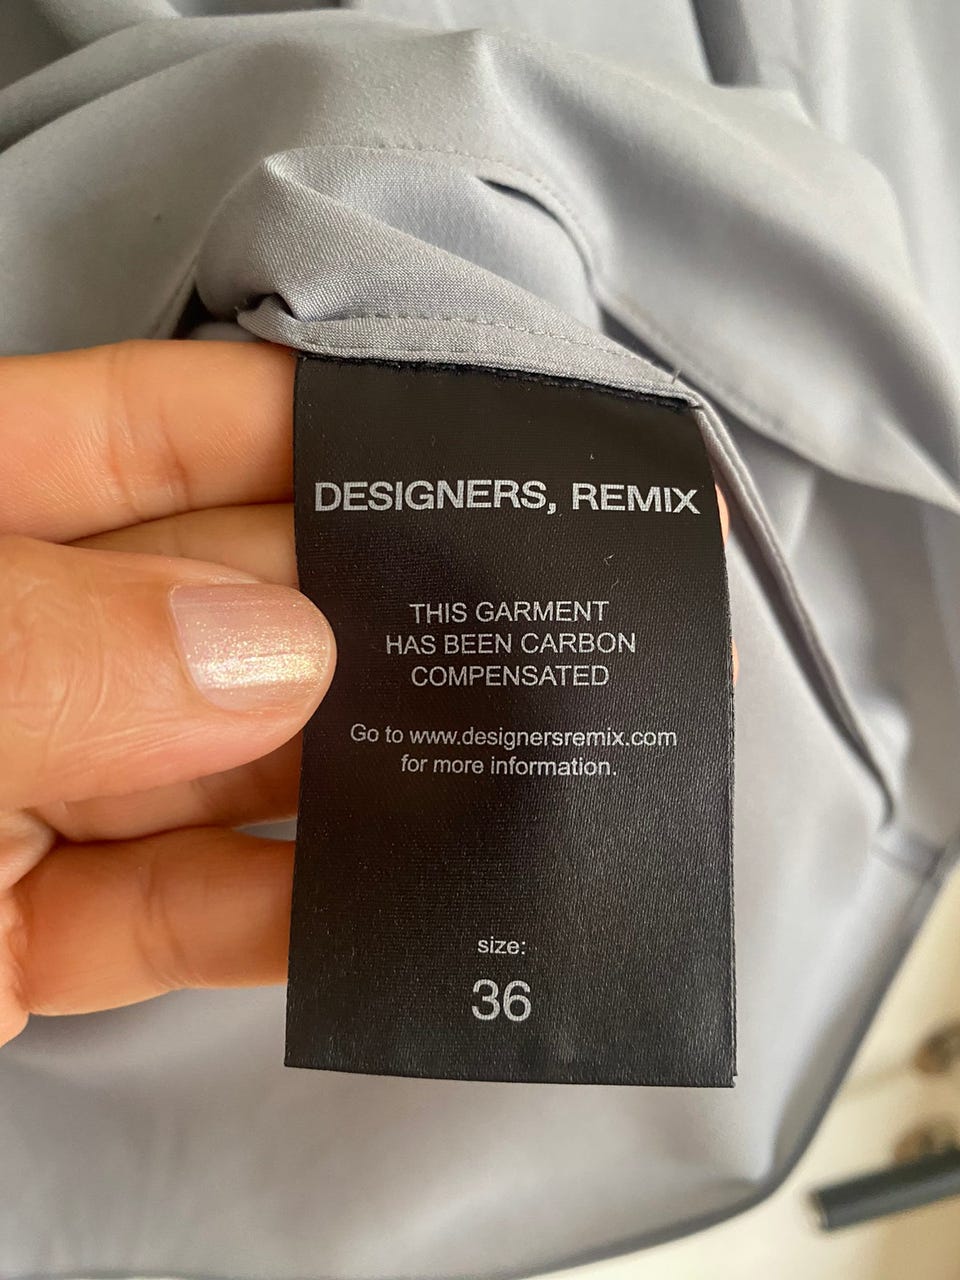 DESIGNERS, REMIX
THIS GARMENT
HAS BEEN CARBON
COMPENSATED
Go to www.designersremix.com
for more information.
size:
36